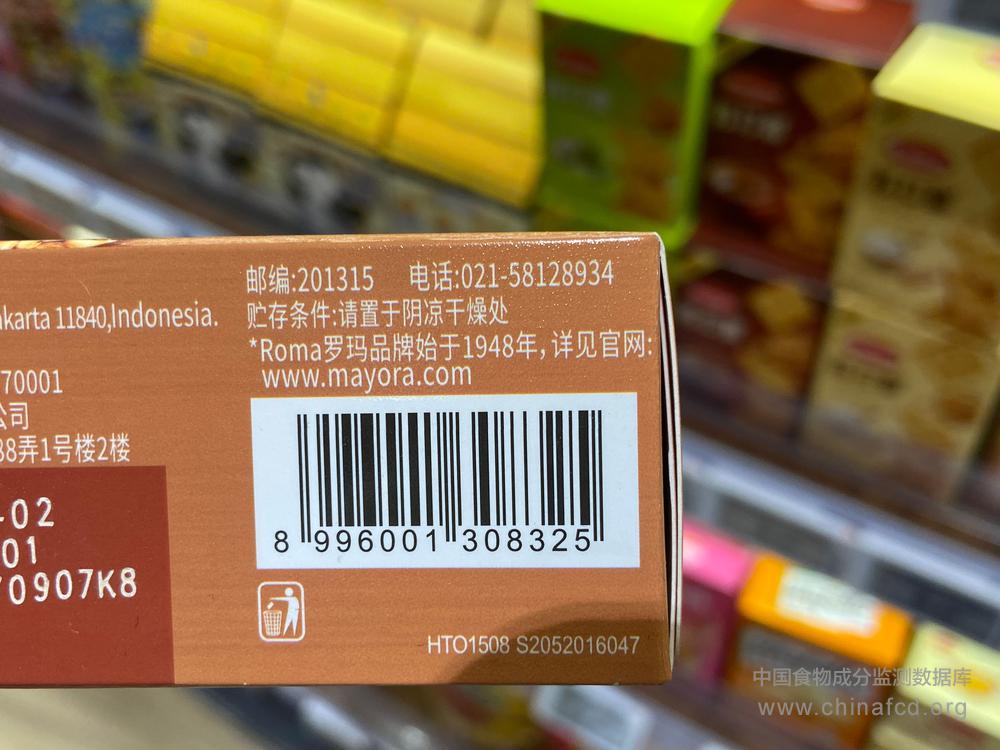 邮编:201315 电话:021-58128934
karta 11840,Indonesia.
贮存条件:请置于阴凉干燥处
*Roma罗玛品牌始于1948年,详见官网:
www.mayora.com
70001
公司
88弄1号楼2楼
-02
01
70907K8
8 996001 308325
HTO1508 S2052016047
中国食物成分监测数据库
www.chinafcd.org